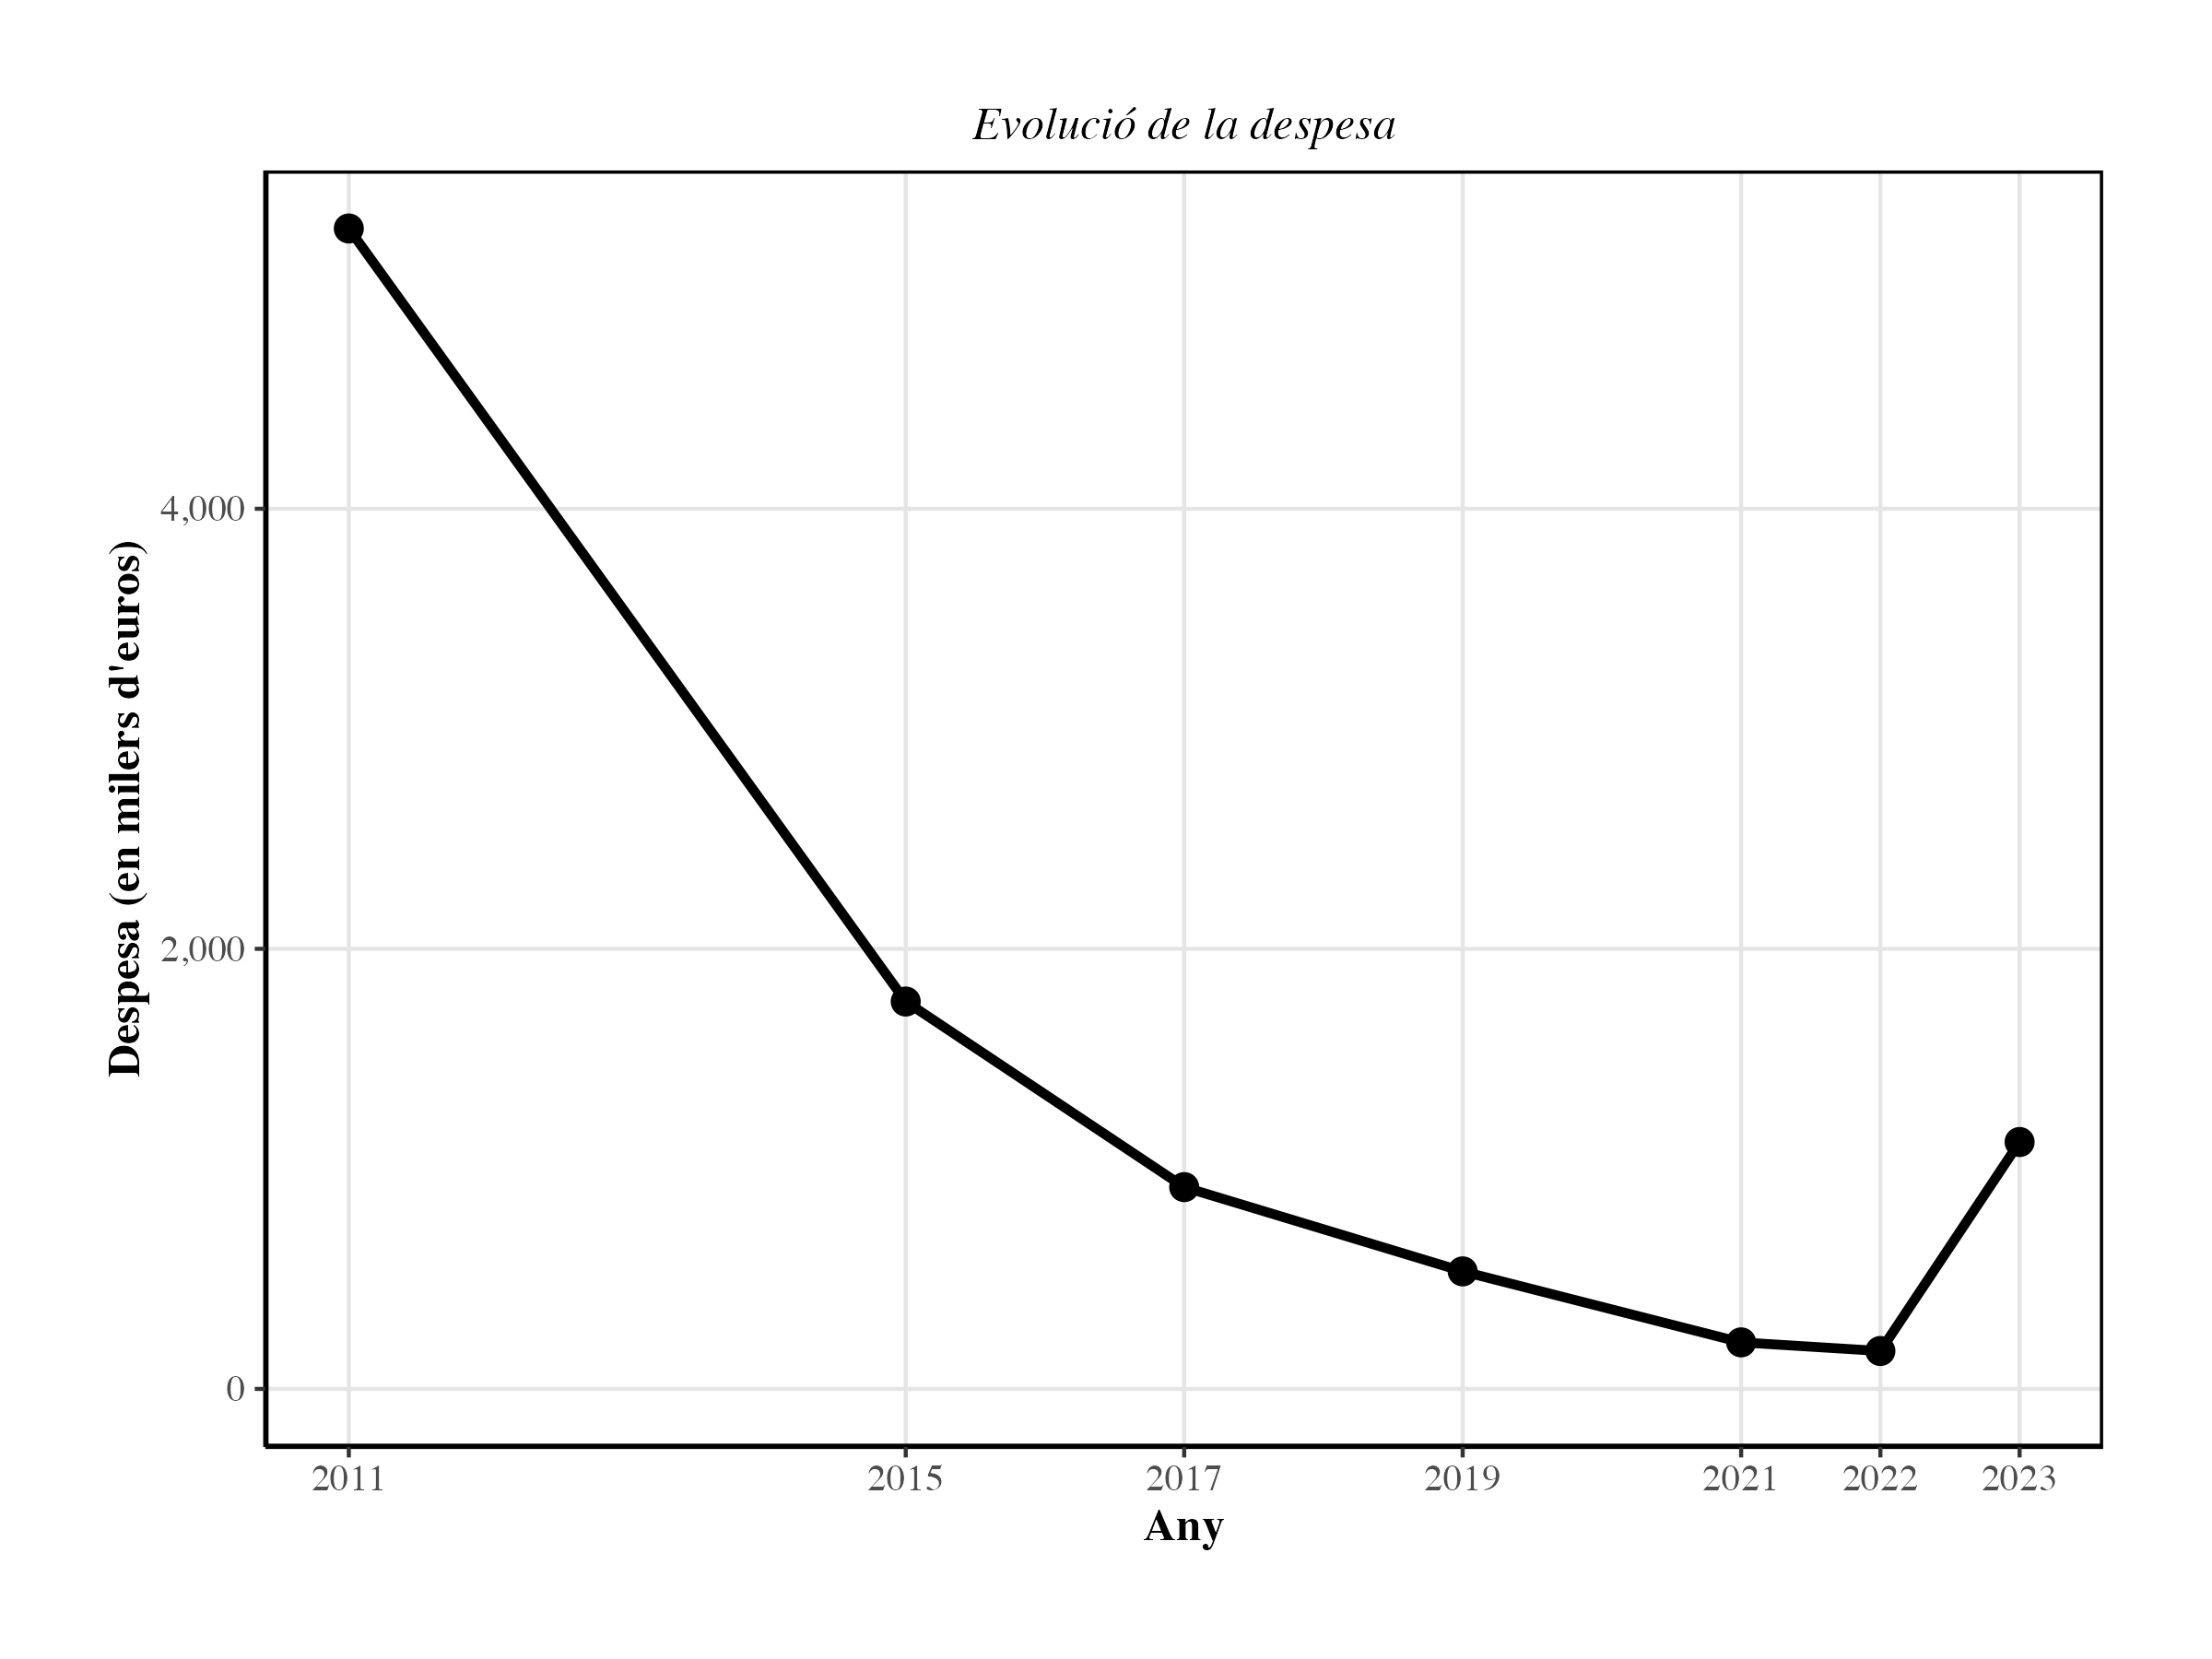 Evolució de la despesa
Despesa (en milers d'euros)
4,000
2,000
0
2011 2015 2017 2019 2021 2022 2023
Any